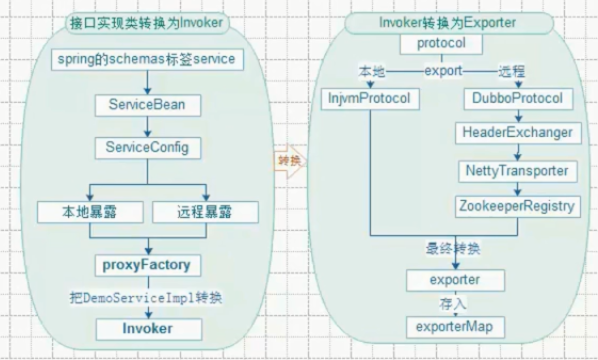 接口实现类转换为Invoker
spring的schemas标签service
ServiceBean
ServiceConfig
本地暴露
远程暴露
proxyFactory
把DemoServiceImpl转换
Invoker
转换
Invoker转换为Exporter
protocol
本地
export
远程
InjvmProtocol
DubboProtocol
HeaderExchanger
NettyTransporter
ZookeeperRegistry
最终转换
exporter
存入
exporterMap